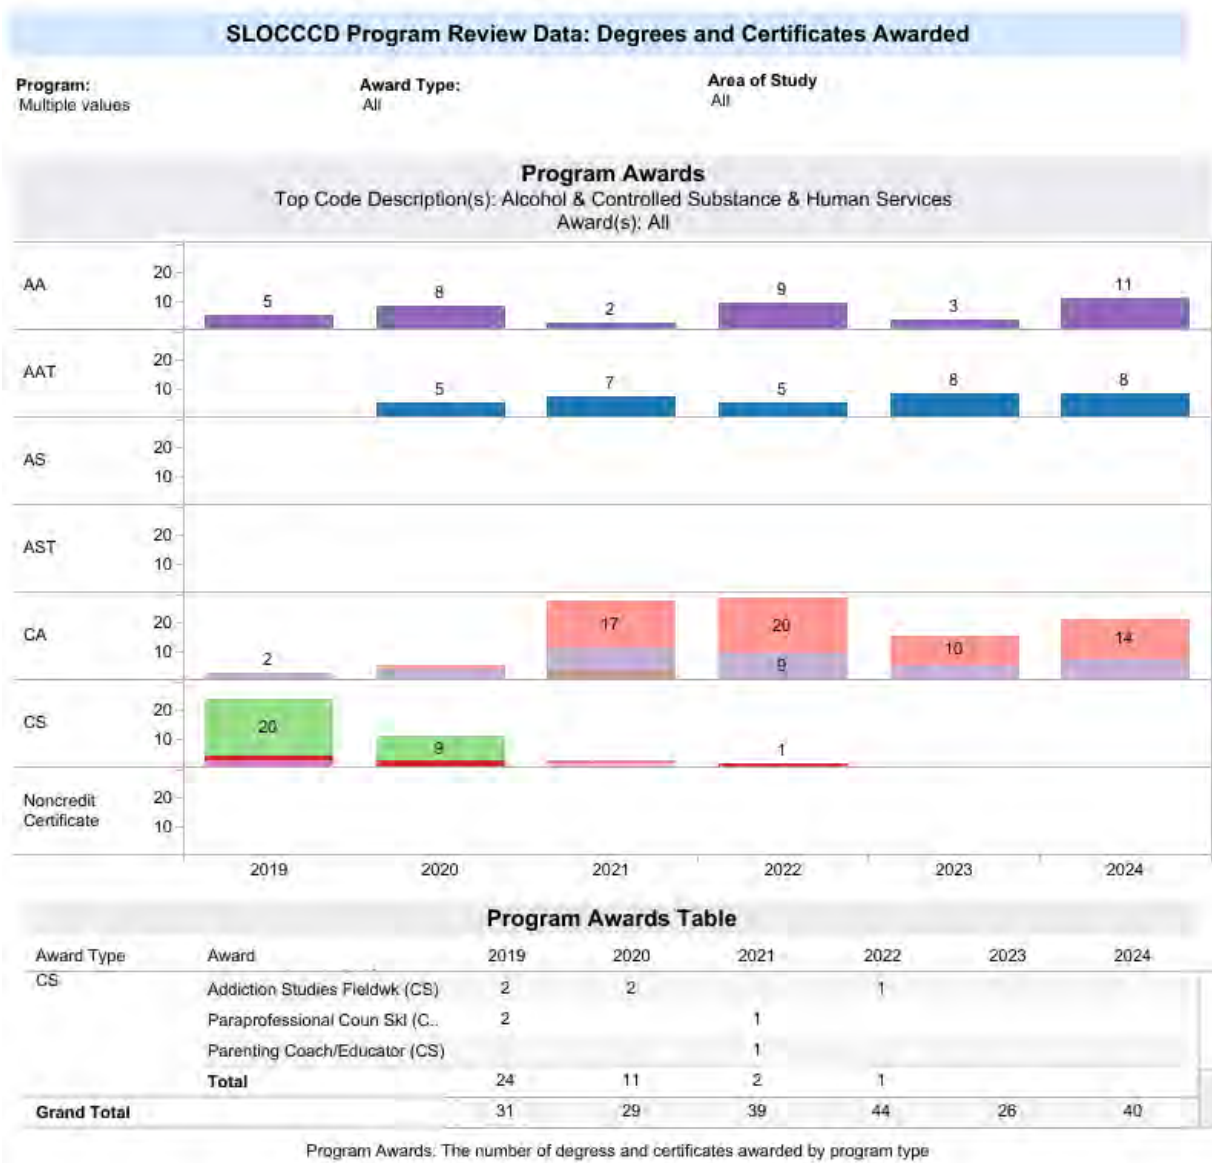 SLOCCCD Program Review Data: Degrees and Certificates Awarded
Program: Award Type: Area of Study
Multiple values All All
Program Awards
Top Code Description(s): Alcohol & Controlled Substance & Human Services
Award(s): All
AA 20 10 5 8 2 9 3 11
AAT 20 10 5 7 5 8 8
AS 20 10
AST 20 10
CA 20 10 2 17 20 9 10 14
CS 20 10 20 9 1
Noncredit Certificate 20 10
2019 2020 2021 2022 2023 2024
Program Awards Table
Award Type Award 2019 2020 2021 2022 2023 2024
CS Addiction Studies Fieldwk (CS) 2 2 1
Paraprofessional Coun Skl (C.. 2 1
Parenting Coach/Educator (CS) 1
Total 24 11 2 1
Grand Total 31 29 39 44 26 40
Program Awards: The number of degress and certificates awarded by program type